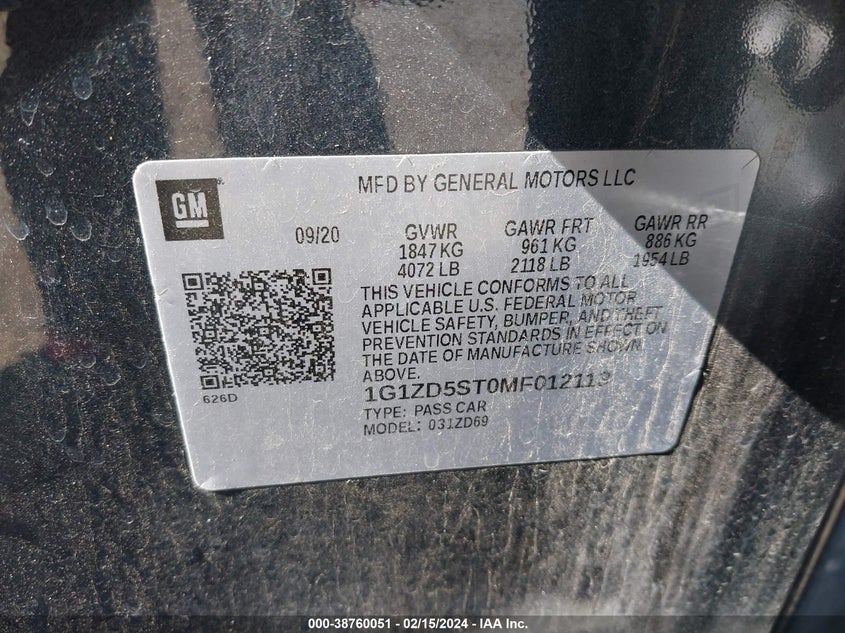 GM
MFD BY GENERAL MOTORS LLC
09/20 GVWR GAWR FRT GAWR RR
1847 KG 961 KG 886 KG
4072 LB 2118 LB 1954 LB
THIS VEHICLE CONFORMS TO ALL
APPLICABLE U.S. FEDERAL MOTOR
VEHICLE SAFETY, BUMPER, AND THEFT
PREVENTION STANDARDS IN EFFECT ON
THE DATE OF MANUFACTURE SHOWN
ABOVE.
626D
1G1ZD5ST0MF012113
TYPE: PASS CAR
MODEL: 031ZD69
000-38760051 - 02/15/2024 - IAA Inc.